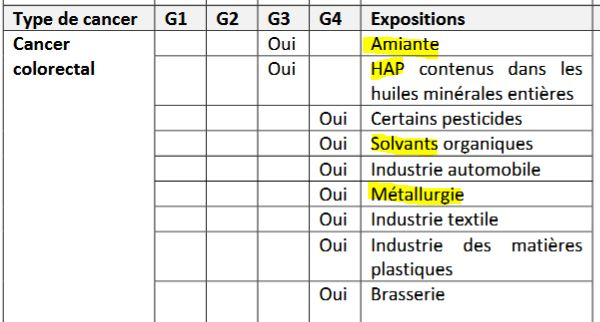 Type de cancer G1 G2 G3 G4 Expositions
Cancer Oui Amiante
colorectal Oui HAP contenus dans les
huiles minérales entières
Oui Certains pesticides
Oui Solvants organiques
Oui Industrie automobile
Oui Métallurgie
Oui Industrie textile
Oui Industrie des matières
plastiques
Oui Brasserie